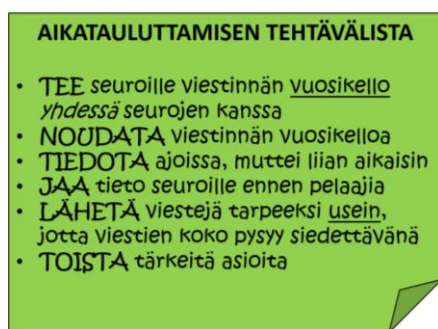 AIKATAULUTTAMISEN TEHTÄVÄLISTA
• TEE seuroille viestinnän vuosikello
yhdessä seurojen kanssa
• NOUDATA viestinnän vuosikelloa
• TIEDOTA ajoissa, muttei liian aikaisin
• JAA tieto seuroille ennen pelaajia
• LÄHETÄ viestejä tarpeeksi usein,
jotta viestien koko pysyy siedettävänä
• TOISTA tärkeitä asioita